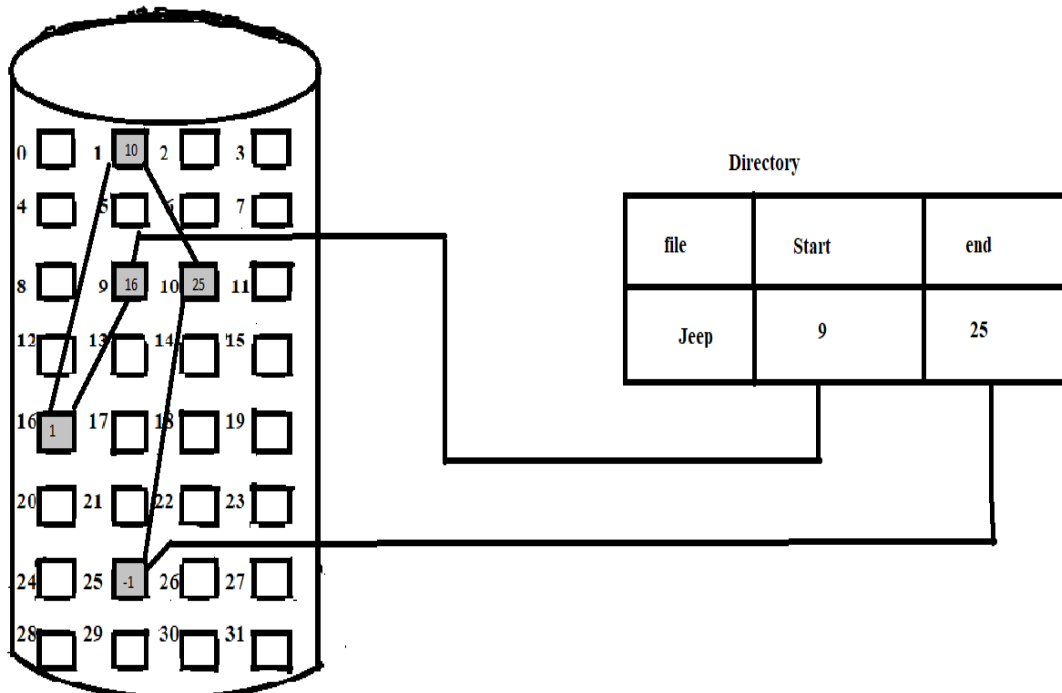 0 1 10 2 3
Directory
4 5 6 7
file Start end
8 9 16 10 25 11
Jeep 9 25
12 13 14 15
16 1 17 18 19
20 21 22 23
24 25 -1 26 27
28 29 30 31